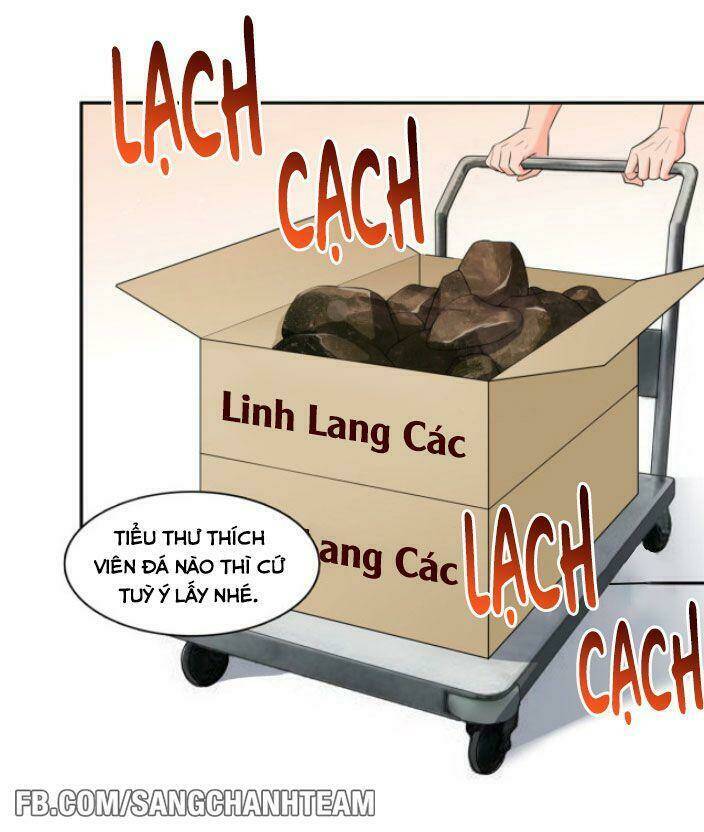 LẠCH
CẠCH
Linh Lang Các
TIỂU THƯ THÍCH
VIÊN ĐÁ NÀO THÌ CỨ
TUỲ Ý LẤY NHÉ.
Lang Các
LẠCH
CẠCH
FB.COM/SANGCHANHTEAM